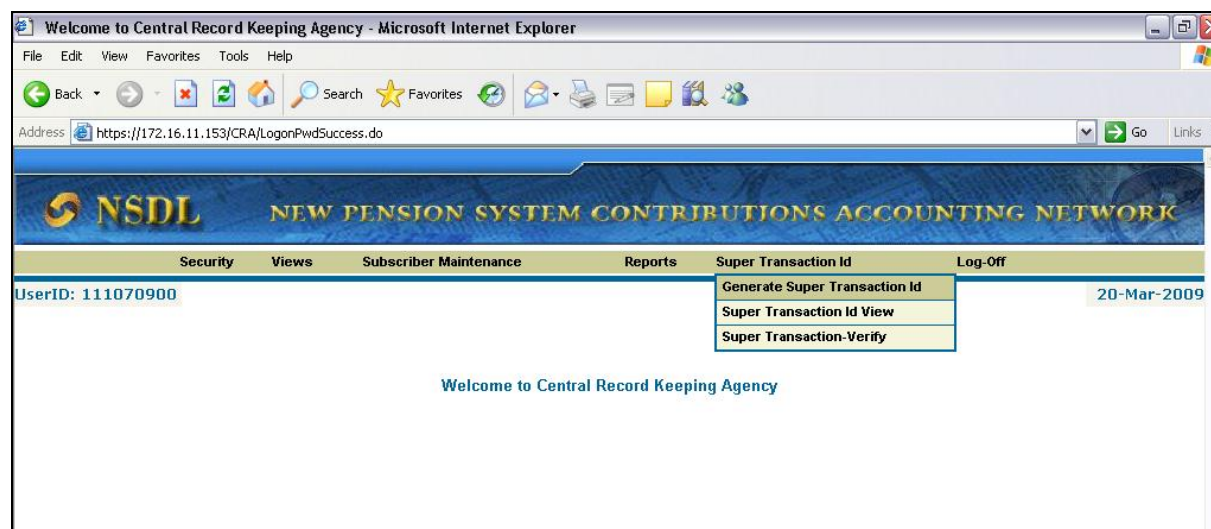 Welcome to Central Record Keeping Agency - Microsoft Internet Explorer
File Edit View Favorites Tools Help
Back Search Favorites
Address https://172.16.11.153/CRA/LogonPwdSuccess.do Go Links
NSDL NEW PENSION SYSTEM CONTRIBUTIONS ACCOUNTING NETWORK
Security Views Subscriber Maintenance Reports Super Transaction Id Log-Off
UserID: 111070900 20-Mar-2009
Generate Super Transaction Id
Super Transaction Id View
Super Transaction-Verify
Welcome to Central Record Keeping Agency